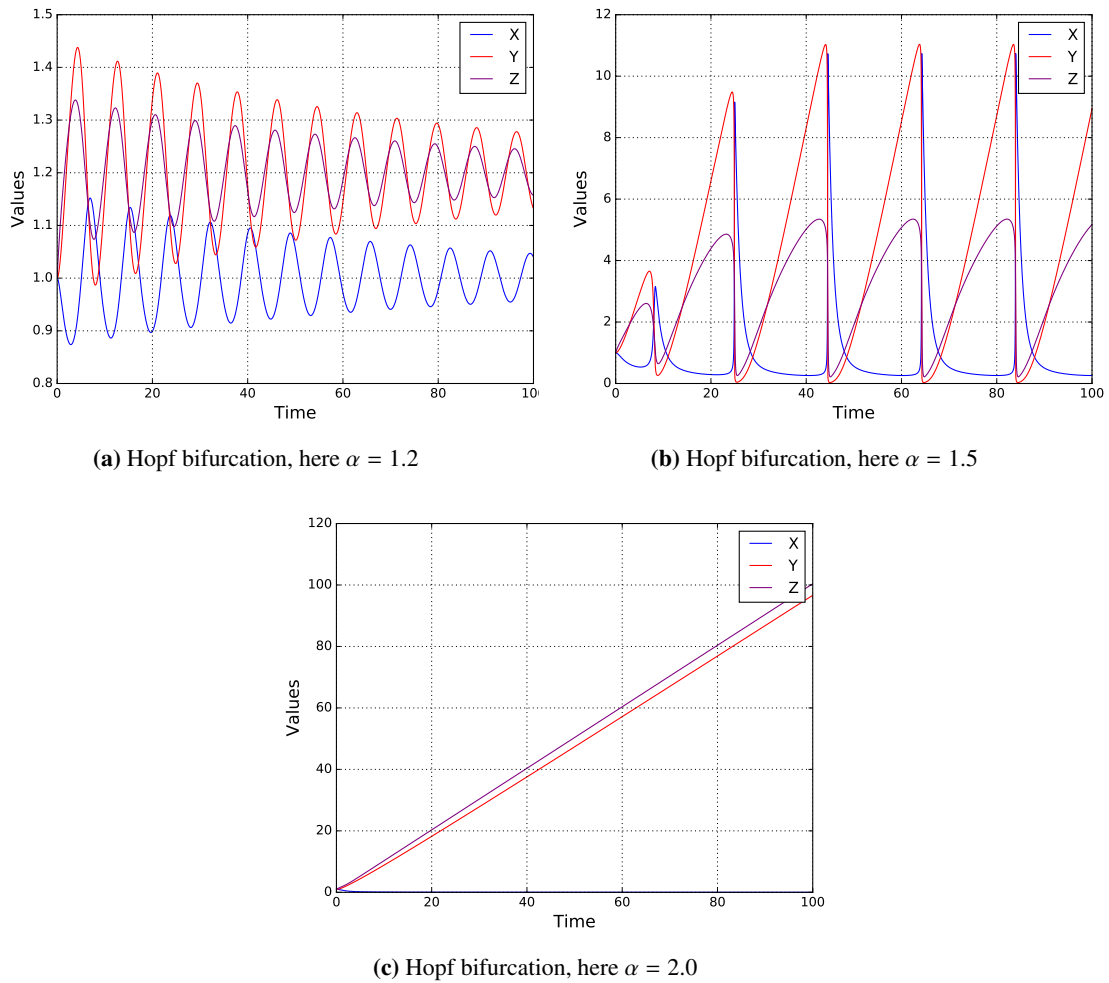 1.5
1.4
1.3
1.2
1.1
1.0
0.9
0.8
Values
0 20 40 60 80 100
Time
X
Y
Z
(a) Hopf bifurcation, here α = 1.2
12
10
8
6
4
2
0
Values
0 20 40 60 80 100
Time
X
Y
Z
(b) Hopf bifurcation, here α = 1.5
120
100
80
60
40
20
0
Values
0 20 40 60 80 100
Time
X
Y
Z
(c) Hopf bifurcation, here α = 2.0